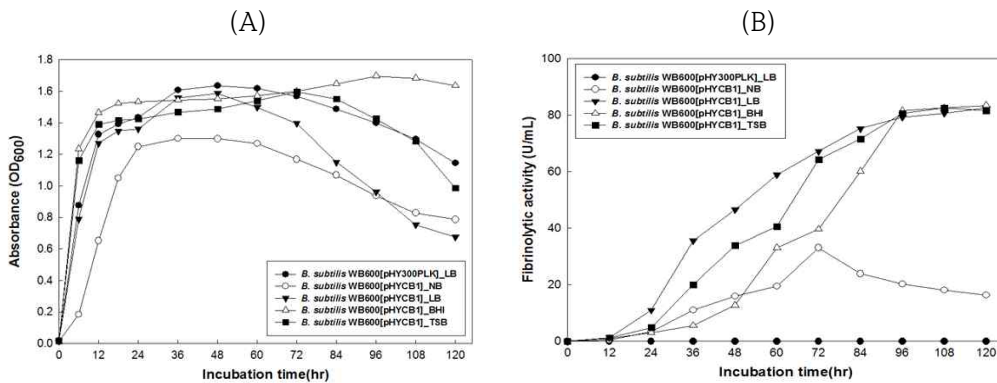 (A)
(B)
1.8
1.6
1.4
1.2
1.0
0.8
0.6
0.4
0.2
0.0
Absorbance (OD600)
B. subtilis WB600[pHY300PLK]_LB
B. subtilis WB600[pHYCB1]_NB
B. subtilis WB600[pHYCB1]_LB
B. subtilis WB600[pHYCB1]_BHI
B. subtilis WB600[pHYCB1]_TSB
0 12 24 36 48 60 72 84 96 108 120
Incubation time(hr)
100
80
60
40
20
0
Fibrinolytic activity (U/mL)
B. subtilis WB600[pHY300PLK]_LB
B. subtilis WB600[pHYCB1]_NB
B. subtilis WB600[pHYCB1]_LB
B. subtilis WB600[pHYCB1]_BHI
B. subtilis WB600[pHYCB1]_TSB
0 12 24 36 48 60 72 84 96 108 120
Incubation time(hr)